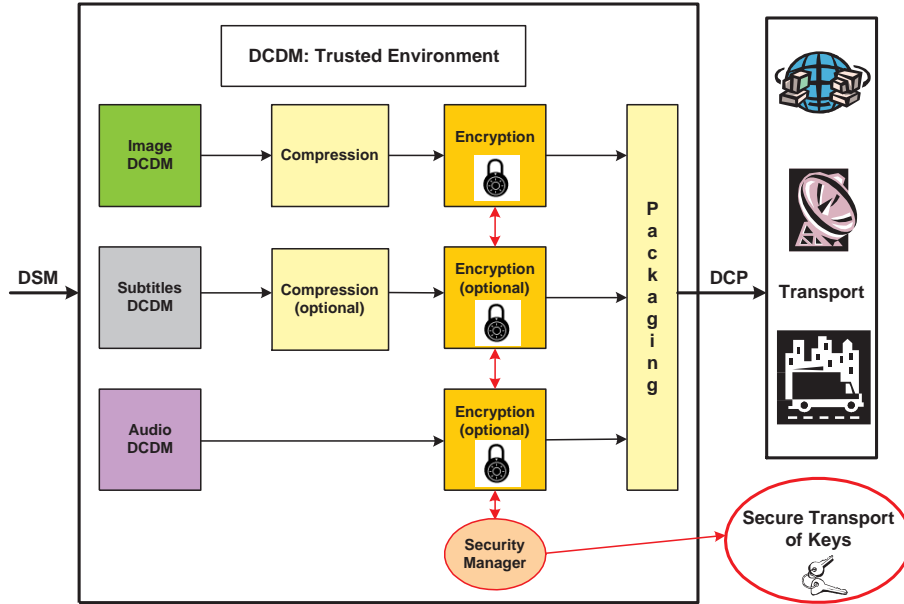 DCDM: Trusted Environment
Image
DCDM
Compression
Encryption
Packaging
DSM
Subtitles
DCDM
Compression
(optional)
Encryption
(optional)
DCP
Transport
Audio
DCDM
Encryption
(optional)
Security
Manager
Secure Transport
of Keys